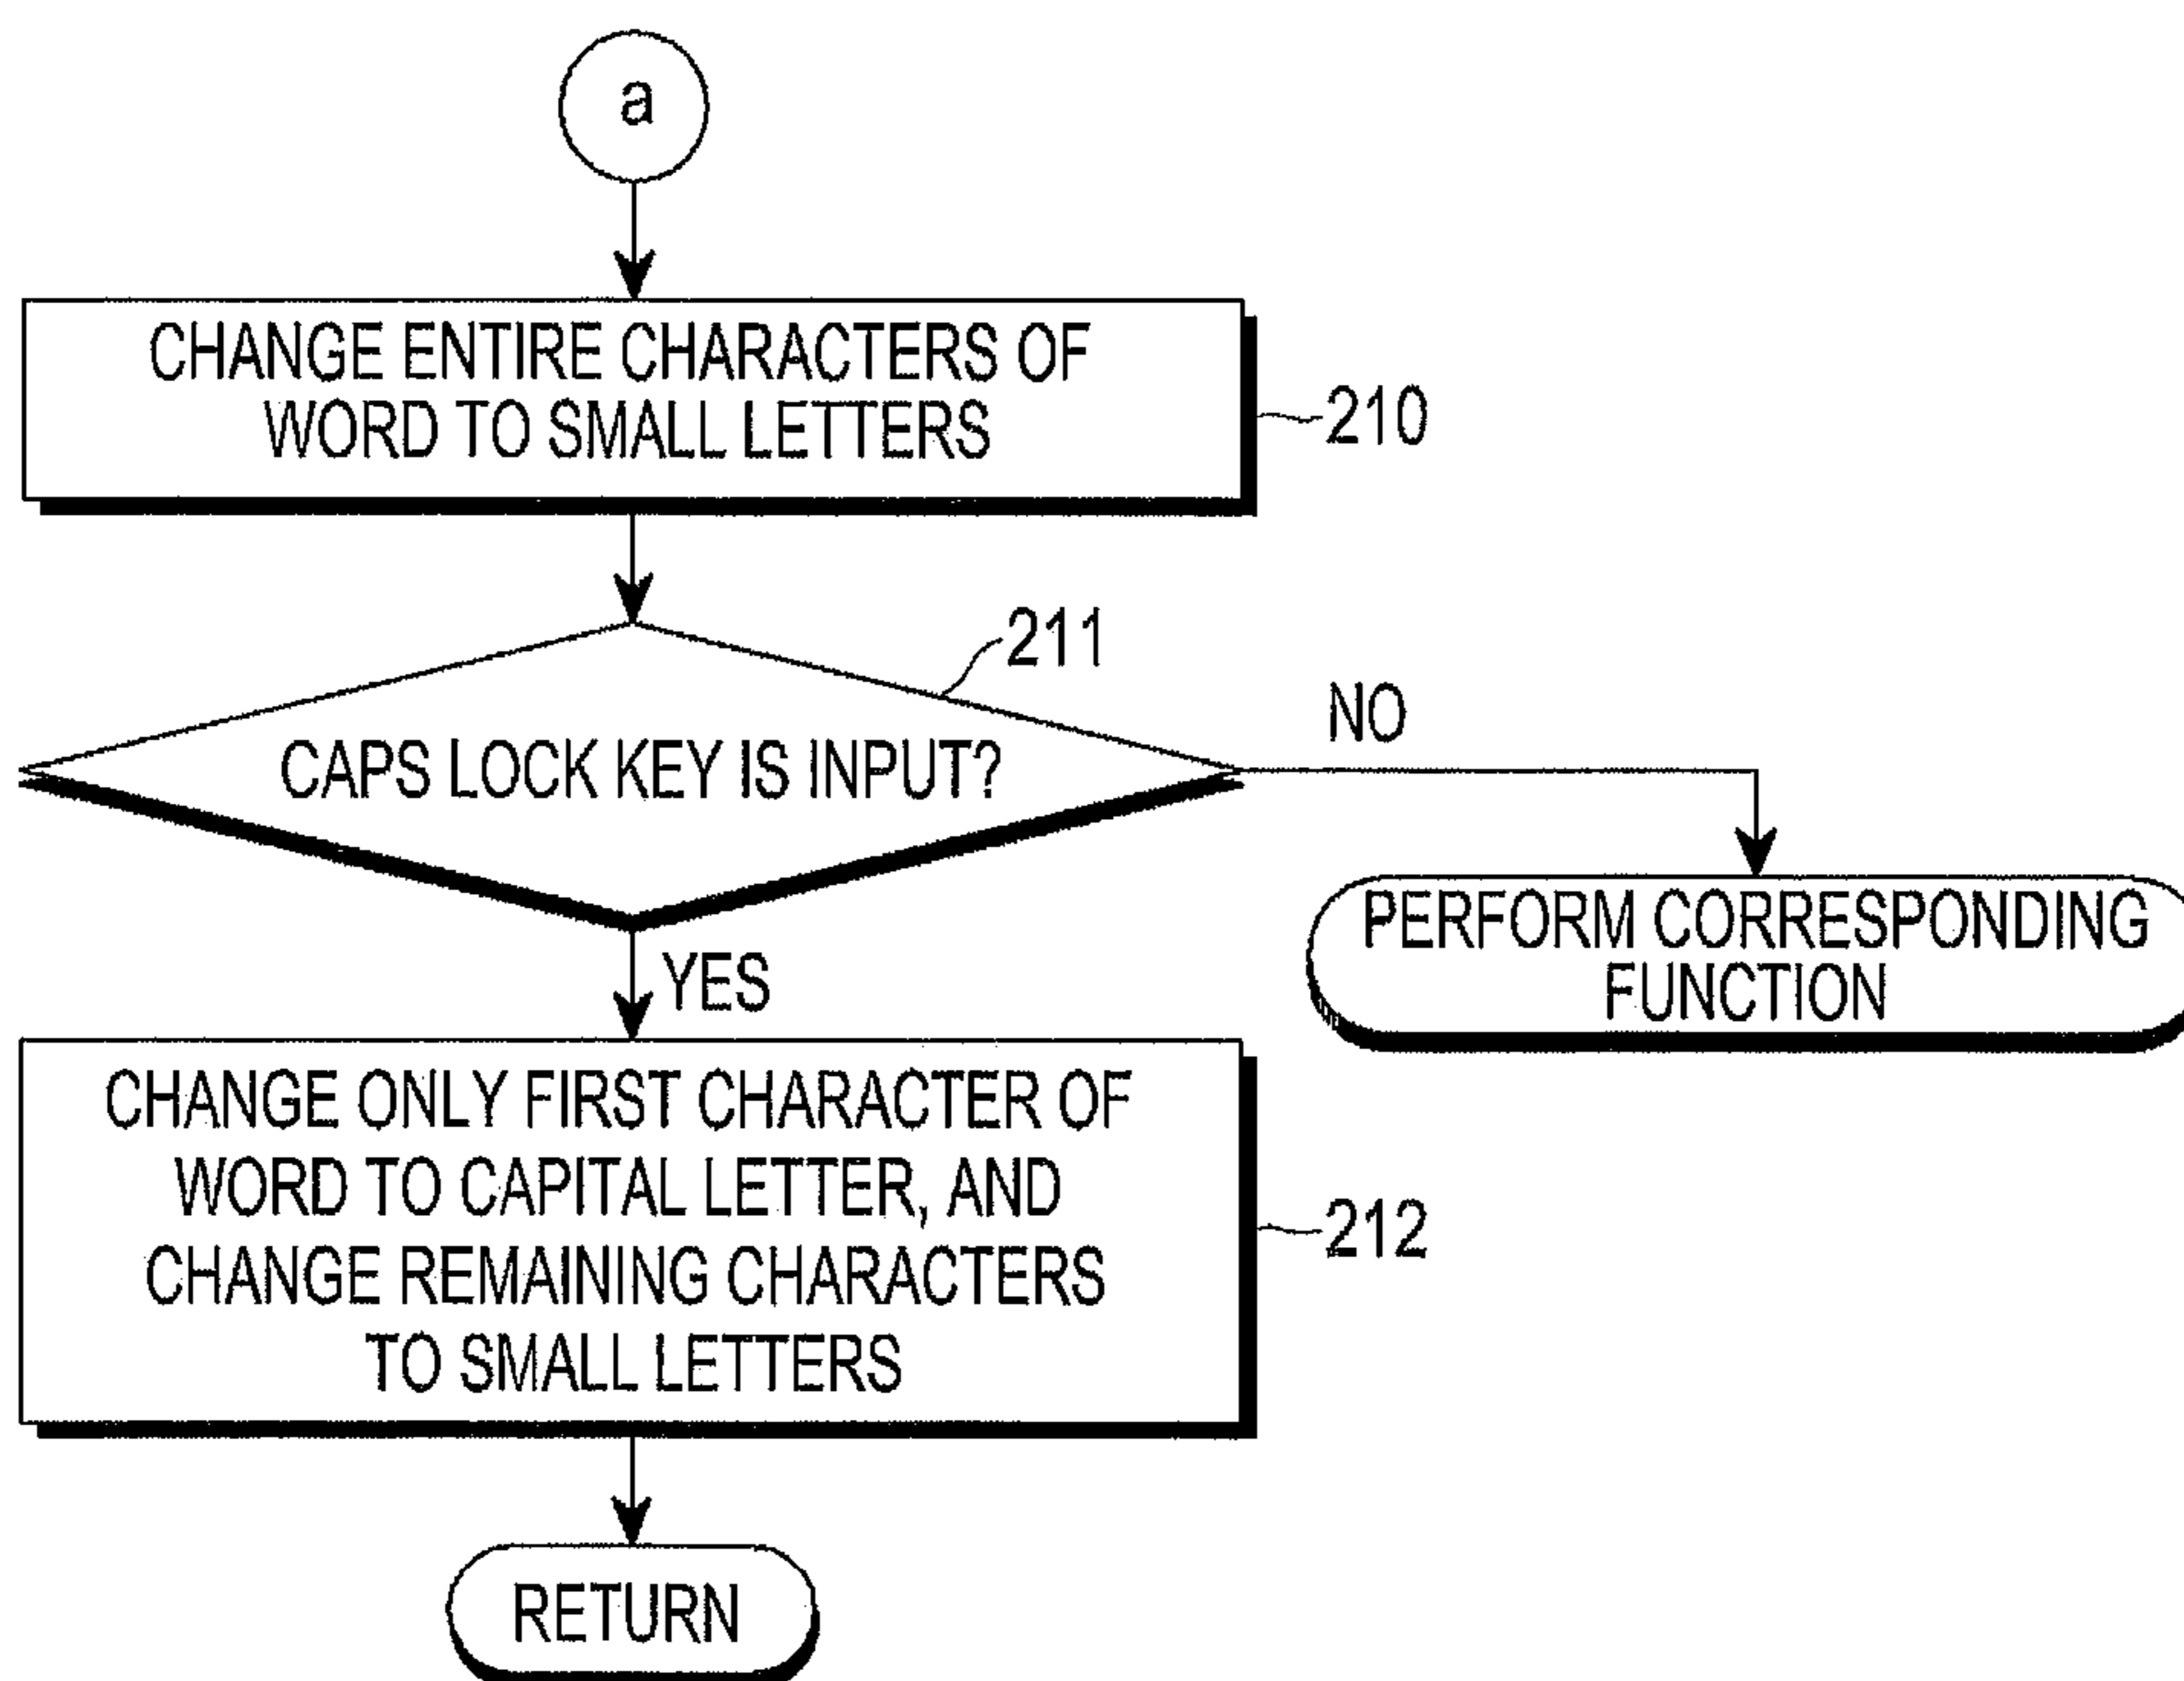 a
CHANGE ENTIRE CHARACTERS OF
WORD TO SMALL LETTERS
210
211
CAPS LOCK KEY IS INPUT?
NO
PERFORM CORRESPONDING
FUNCTION
YES
CHANGE ONLY FIRST CHARACTER OF
WORD TO CAPITAL LETTER, AND
CHANGE REMAINING CHARACTERS
TO SMALL LETTERS
212
RETURN